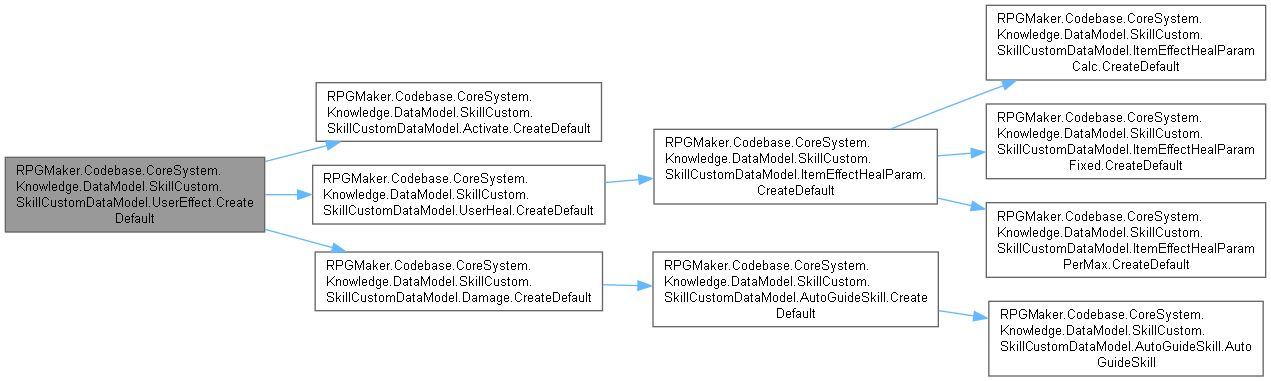 RPGMaker.Codebase.CoreSystem.
Knowledge.DataModel.SkillCustom.
SkillCustomDataModel.UserEffect.Create
Default
RPGMaker.Codebase.CoreSystem.
Knowledge.DataModel.SkillCustom.
SkillCustomDataModel.Activate.CreateDefault
RPGMaker.Codebase.CoreSystem.
Knowledge.DataModel.SkillCustom.
SkillCustomDataModel.UserHeal.CreateDefault
RPGMaker.Codebase.CoreSystem.
Knowledge.DataModel.SkillCustom.
SkillCustomDataModel.Damage.CreateDefault
RPGMaker.Codebase.CoreSystem.
Knowledge.DataModel.SkillCustom.
SkillCustomDataModel.ItemEffectHealParam.
CreateDefault
RPGMaker.Codebase.CoreSystem.
Knowledge.DataModel.SkillCustom.
SkillCustomDataModel.AutoGuideSkill.Create
Default
RPGMaker.Codebase.CoreSystem.
Knowledge.DataModel.SkillCustom.
SkillCustomDataModel.ItemEffectHealParam
Calc.CreateDefault
RPGMaker.Codebase.CoreSystem.
Knowledge.DataModel.SkillCustom.
SkillCustomDataModel.ItemEffectHealParam
Fixed.CreateDefault
RPGMaker.Codebase.CoreSystem.
Knowledge.DataModel.SkillCustom.
SkillCustomDataModel.ItemEffectHealParam
PerMax.CreateDefault
RPGMaker.Codebase.CoreSystem.
Knowledge.DataModel.SkillCustom.
SkillCustomDataModel.AutoGuideSkill.Auto
GuideSkill